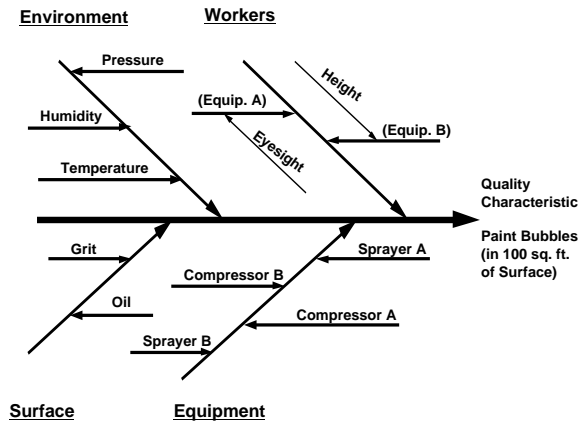 Environment
Workers
Pressure
Height
(Equip. A)
Humidity
(Equip. B)
Eyesight
Temperature
Quality
Characteristic
Paint Bubbles
(in 100 sq. ft.
of Surface)
Grit
Sprayer A
Compressor B
Oil
Compressor A
Sprayer B
Surface
Equipment